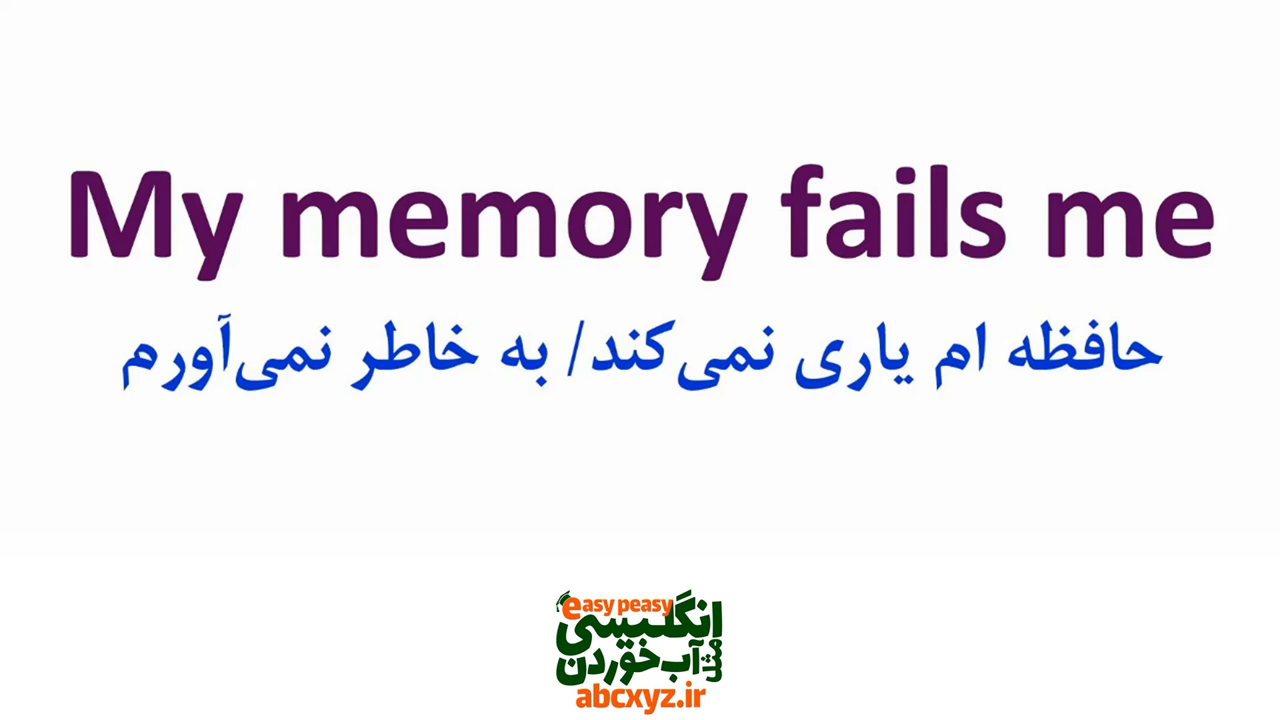 My memory fails me
حافظه ام یاری نمی‌کند/ به خاطر نمی‌آورم
easy peasy
انگلیسی
مثل آب خوردن
abcxyz.ir